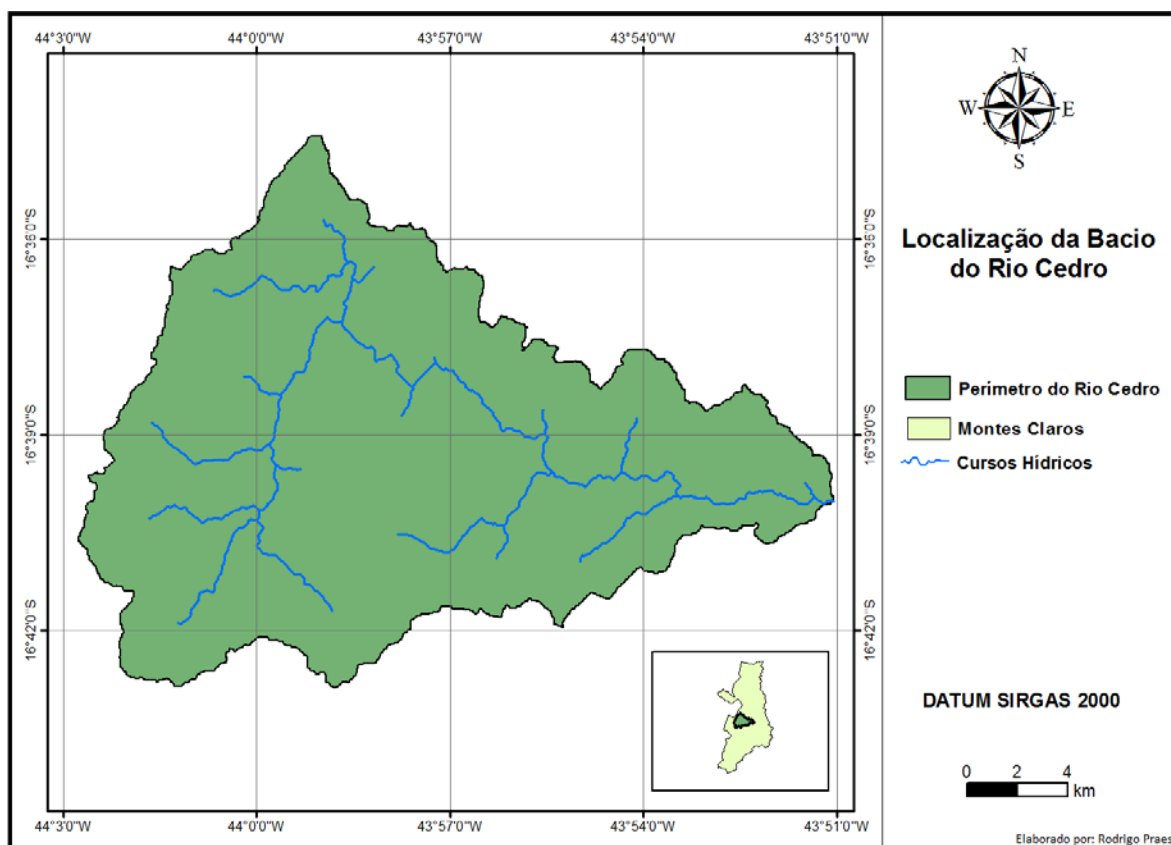 44°3'0"W 44°0'0"W 43°57'0"W 43°54'0"W 43°51'0"W
16°36'0"S 16°36'0"S
16°39'0"S 16°39'0"S
16°42'0"S 16°42'0"S
44°3'0"W 44°0'0"W 43°57'0"W 43°54'0"W 43°51'0"W
N
W E
S
Localização da Bacio
do Rio Cedro
Perímetro do Rio Cedro
Montes Claros
Cursos Hídricos
DATUM SIRGAS 2000
0 2 4
km
Elaborado por: Rodrigo Praes